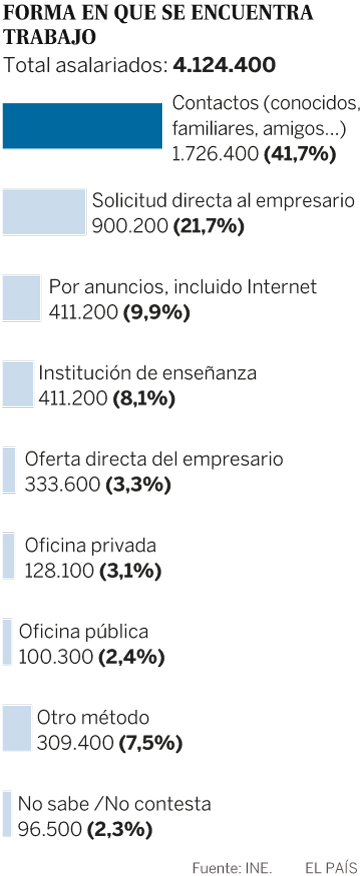 FORMA EN QUE SE ENCUENTRA
TRABAJO
Total asalariados: 4.124.400
Contactos (conocidos,
familiares, amigos...)
1.726.400 (41,7%)
Solicitud directa al empresario
900.200 (21,7%)
Por anuncios, incluido Internet
411.200 (9,9%)
Institución de enseñanza
411.200 (8,1%)
Oferta directa del empresario
333.600 (3,3%)
Oficina privada
128.100 (3,1%)
Oficina pública
100.300 (2,4%)
Otro método
309.400 (7,5%)
No sabe /No contesta
96.500 (2,3%)
Fuente: INE. EL PAÍS